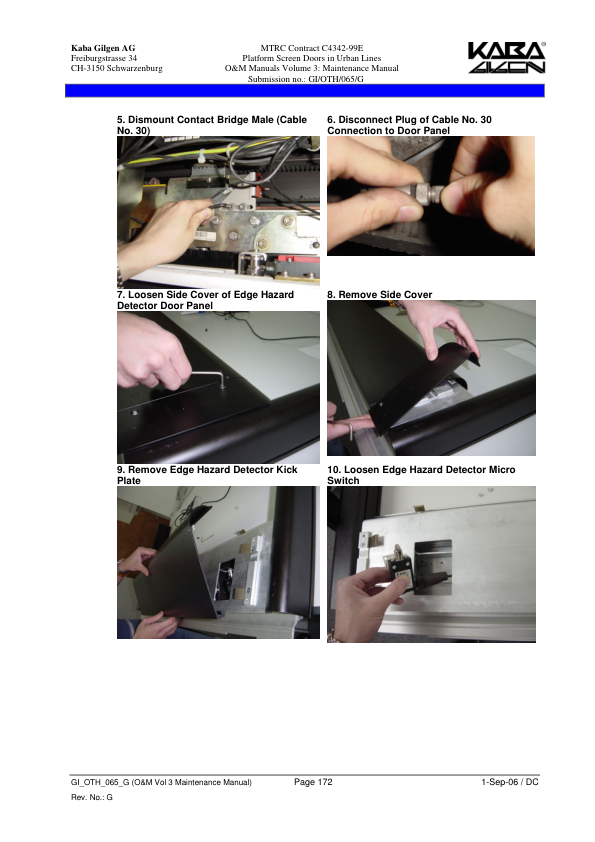 Kaba Gilgen AG
Freiburgstrasse 34
CH-3150 Schwarzenburg
MTRC Contract C4342-99E
Platform Screen Doors in Urban Lines
O&M Manuals Volume 3: Maintenance Manual
Submission no.: GI/OTH/065/G
KABA
GILGEN
5. Dismount Contact Bridge Male (Cable
No. 30)
6. Disconnect Plug of Cable No. 30
Connection to Door Panel
7. Loosen Side Cover of Edge Hazard
Detector Door Panel
8. Remove Side Cover
9. Remove Edge Hazard Detector Kick
Plate
10. Loosen Edge Hazard Detector Micro
Switch
GI_OTH_065_G (O&M Vol 3 Maintenance Manual)
Page 172
1-Sep-06 / DC
Rev. No.: G